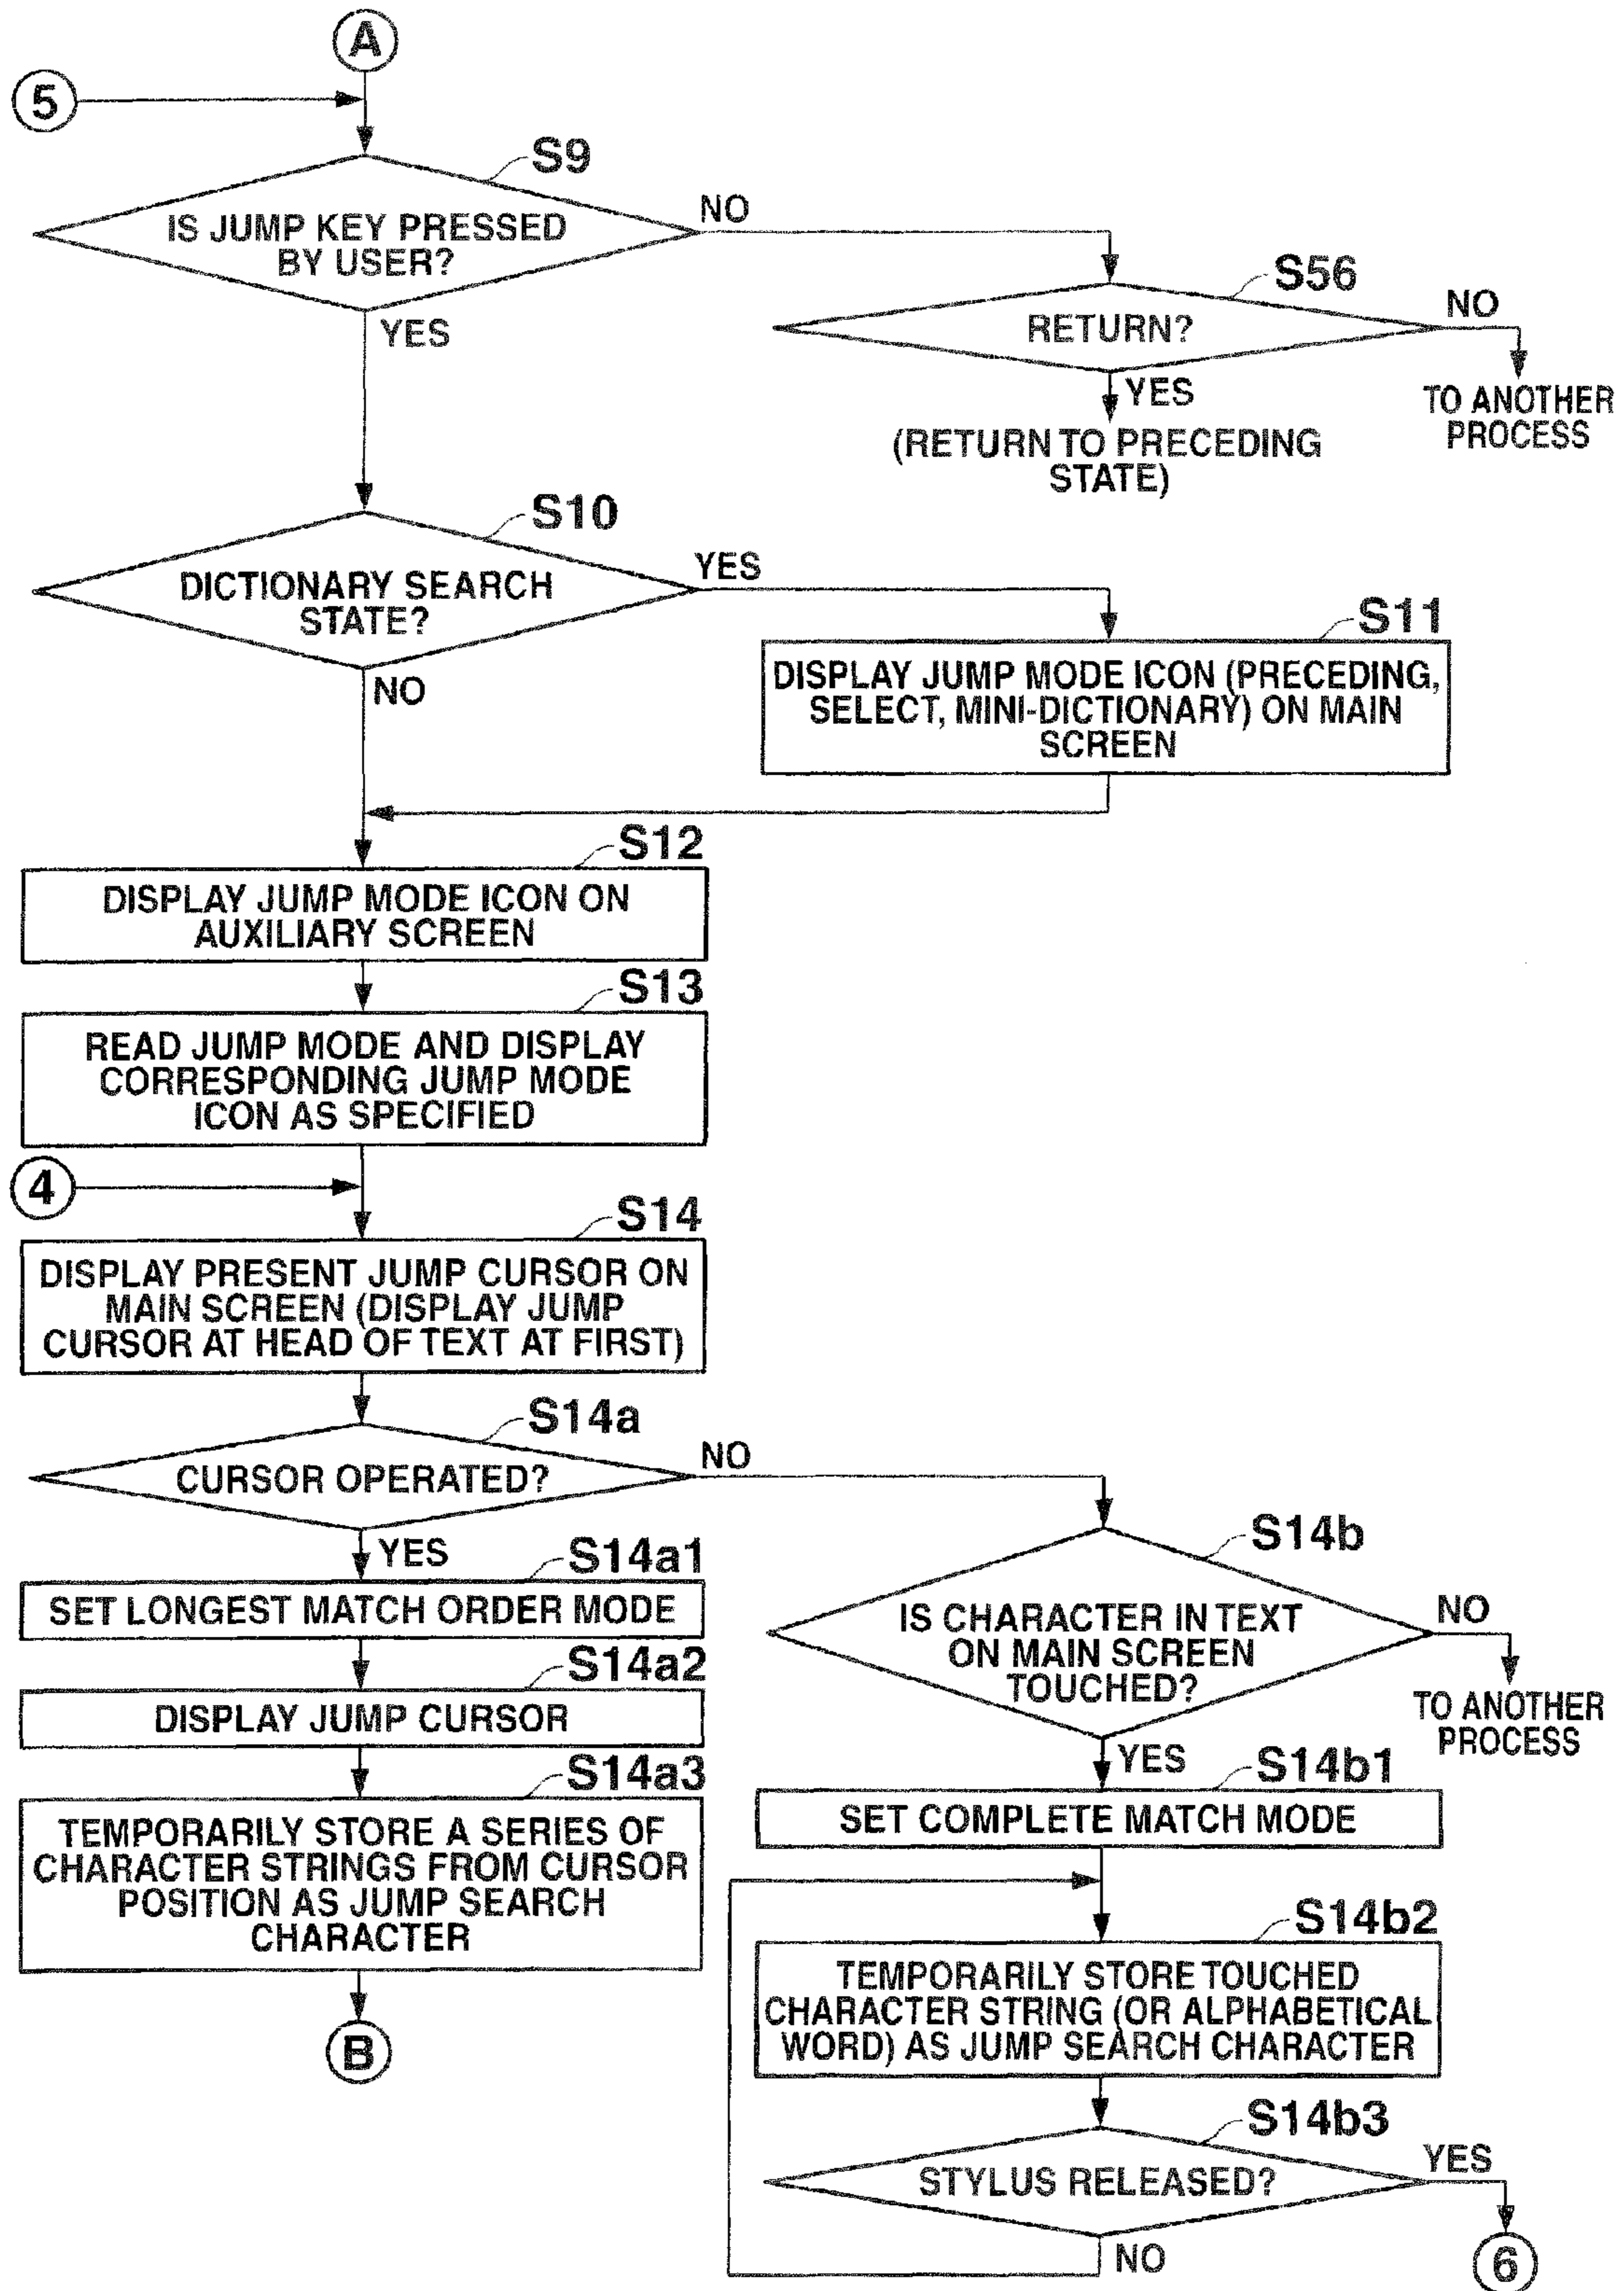 A
5
S9
IS JUMP KEY PRESSED
BY USER?
NO
YES
S56
RETURN?
NO
YES
TO ANOTHER
PROCESS
(RETURN TO PRECEDING
STATE)
S10
DICTIONARY SEARCH
STATE?
YES
NO
S11
DISPLAY JUMP MODE ICON (PRECEDING,
SELECT, MINI-DICTIONARY) ON MAIN
SCREEN
S12
DISPLAY JUMP MODE ICON ON
AUXILIARY SCREEN
S13
READ JUMP MODE AND DISPLAY
CORRESPONDING JUMP MODE
ICON AS SPECIFIED
4
S14
DISPLAY PRESENT JUMP CURSOR ON
MAIN SCREEN (DISPLAY JUMP
CURSOR AT HEAD OF TEXT AT FIRST)
S14a
CURSOR OPERATED?
NO
YES
S14a1
SET LONGEST MATCH ORDER MODE
S14a2
DISPLAY JUMP CURSOR
S14a3
TEMPORARILY STORE A SERIES OF
CHARACTER STRINGS FROM CURSOR
POSITION AS JUMP SEARCH
CHARACTER
B
S14b
IS CHARACTER IN TEXT
ON MAIN SCREEN
TOUCHED?
NO
TO ANOTHER
PROCESS
YES
S14b1
SET COMPLETE MATCH MODE
S14b2
TEMPORARILY STORE TOUCHED
CHARACTER STRING (OR ALPHABETICAL
WORD) AS JUMP SEARCH CHARACTER
S14b3
STYLUS RELEASED?
YES
NO
6